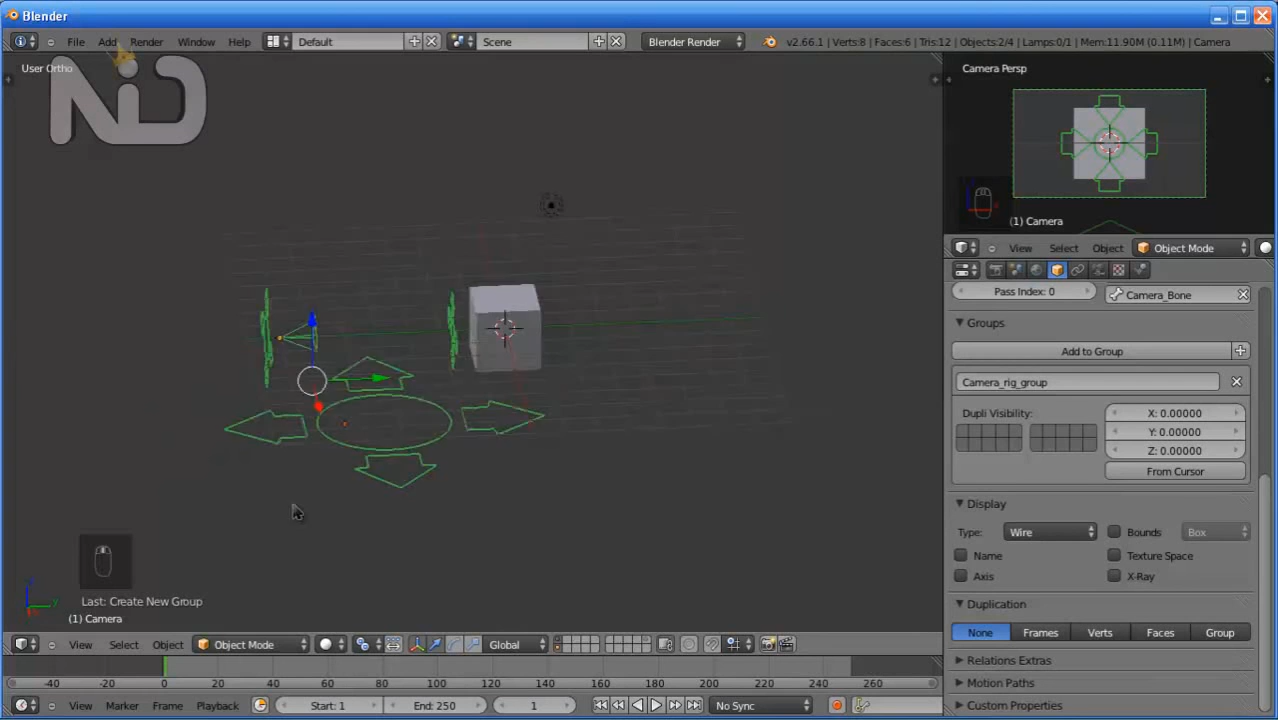 Blender
File Add Render Window Help Default Scene Blender Render v2.66.1 | Verts:8 | Faces:6 | Tris:12 | Objects:2/4 | Lamps:0/1 | Mem:11.90M (0.11M) | Camera
User Ortho
Camera Persp
NiD
(1) Camera
View Select Object Object Mode
Pass Index: 0 Camera_Bone
Groups
Add to Group
Camera_rig_group
Dupli Visibility: X: 0.00000
Y: 0.00000
Z: 0.00000
From Cursor
Display
Type: Wire Bounds Box
Name Texture Space
Axis X-Ray
Last: Create New Group
Duplication
(1) Camera
None Frames Verts Faces Group
View Select Object Object Mode Global
Relations Extras
Motion Paths
-40 -20 0 20 40 60 80 100 120 140 160 180 200 220 240 260
Custom Properties
View Marker Frame Playback Start: 1 End: 250 1 No Sync